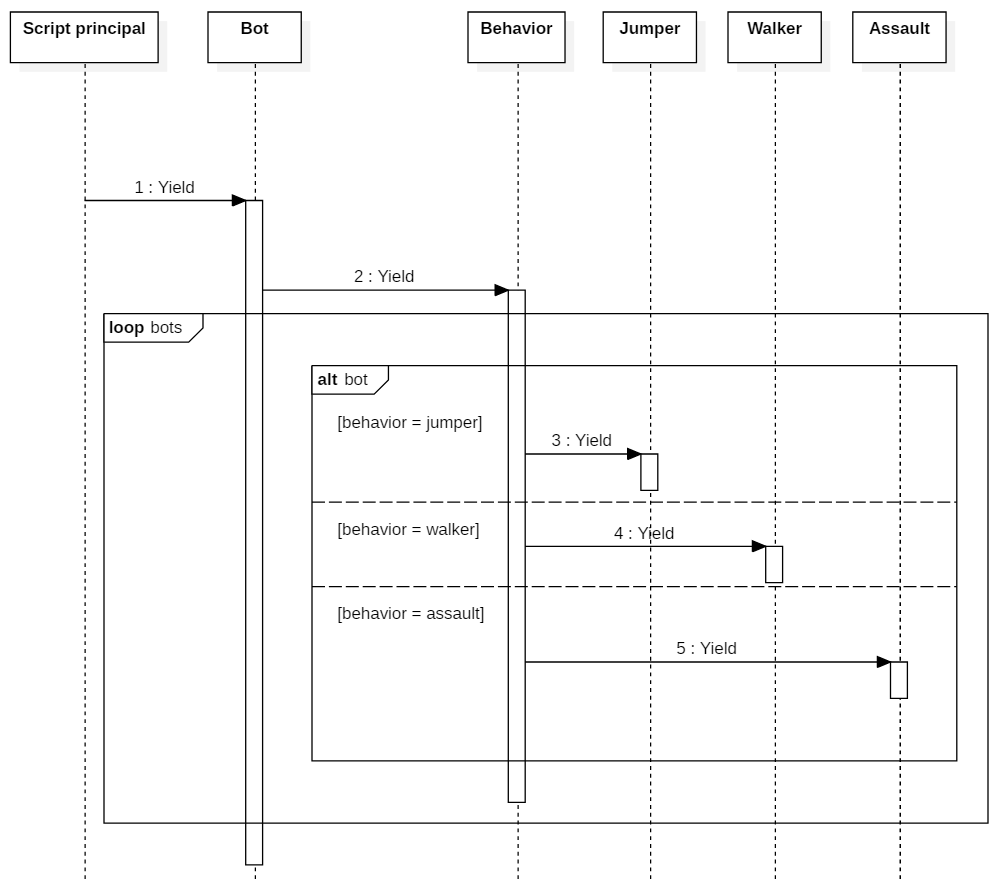 Script principal
Bot
Behavior
Jumper
Walker
Assault
1 : Yield
2 : Yield
loop bots
alt bot
[behavior = jumper]
3 : Yield
[behavior = walker]
4 : Yield
[behavior = assault]
5 : Yield